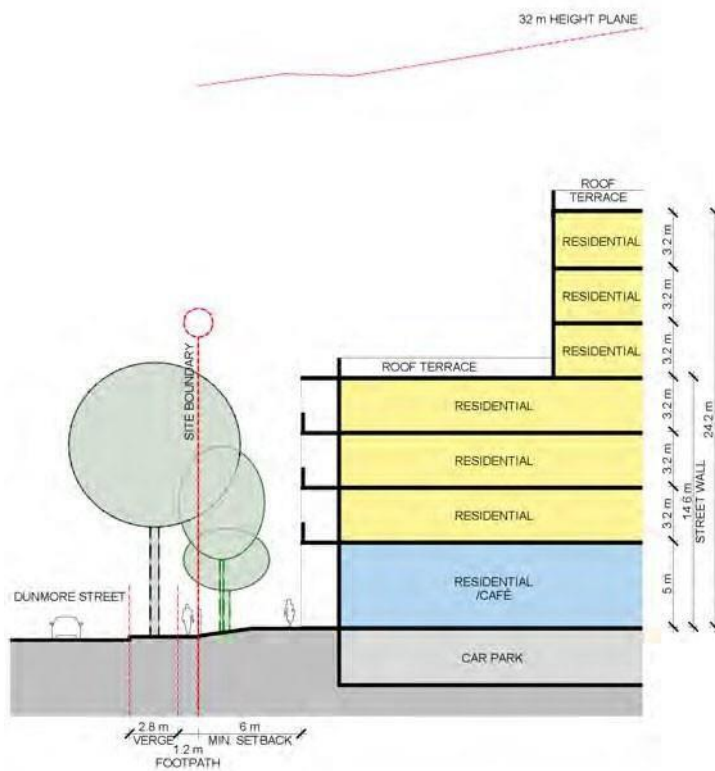 32 m HEIGHT PLANE
ROOF
TERRACE
RESIDENTIAL
3.2 m
RESIDENTIAL
3.2 m
RESIDENTIAL
3.2 m
SITE BOUNDARY
ROOF TERRACE
RESIDENTIAL
3.2 m
24.2 m
RESIDENTIAL
3.2 m
14.6 m
STREET WALL
RESIDENTIAL
3.2 m
DUNMORE STREET
RESIDENTIAL
/CAFÉ
5 m
CAR PARK
2.8 m
VERGE
6 m
MIN. SETBACK
1.2 m
FOOTPATH